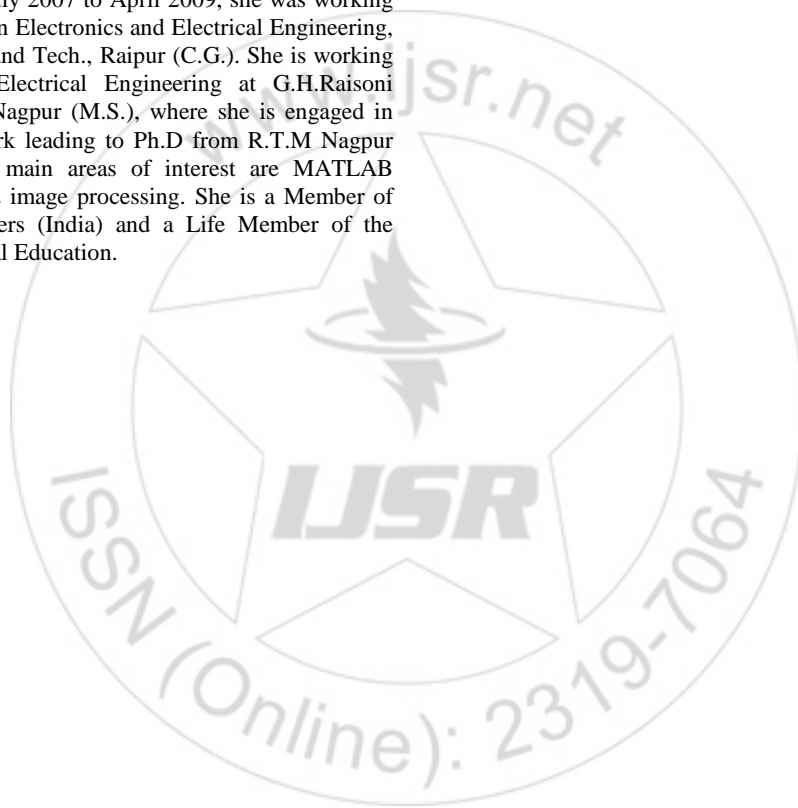 ly 2007 to April 2009, she was working
n Electronics and Electrical Engineering,
and Tech., Raipur (C.G.). She is working
Electrical Engineering at G.H.Raisoni
Nagpur (M.S.), where she is engaged in
rk leading to Ph.D from R.T.M Nagpur
main areas of interest are MATLAB
image processing. She is a Member of
ers (India) and a Life Member of the
al Education.
www.ijsr.net
IJSR
ISSN (Online): 2319-7064